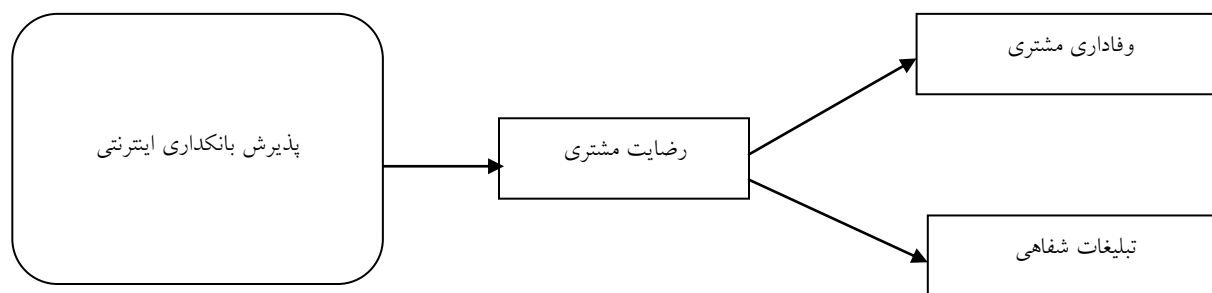 پذیرش بانکداری اینترنتی
رضایت مشتری
وفاداری مشتری
تبلیغات شفاهی